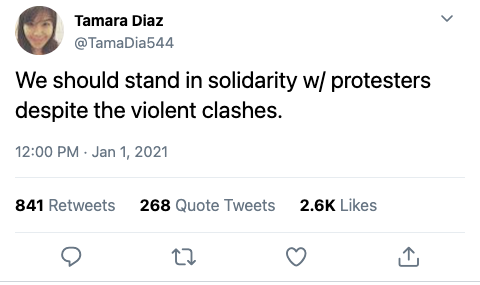 Tamara Diaz
@TamaDia544
We should stand in solidarity w/ protesters
despite the violent clashes.
12:00 PM · Jan 1, 2021
841 Retweets 268 Quote Tweets 2.6K Likes